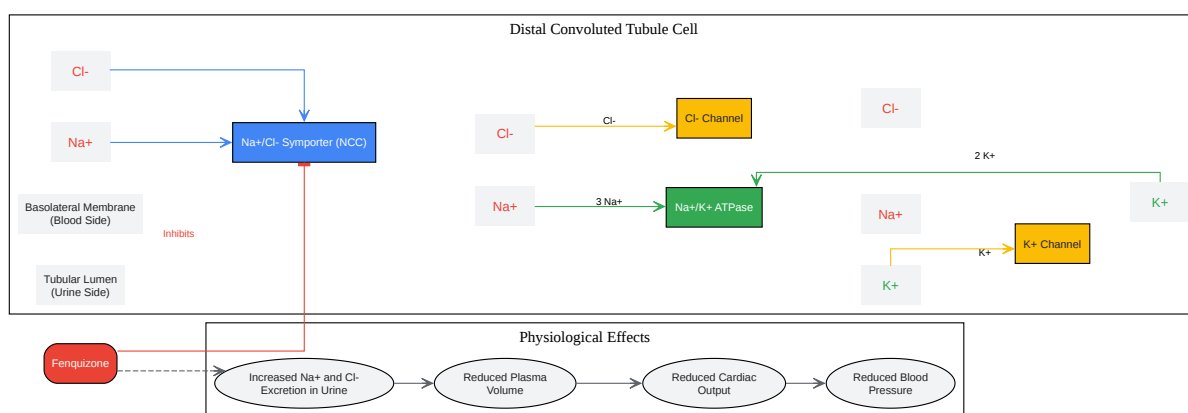 Distal Convoluted Tubule Cell
Cl-
Na+
Na+/Cl- Symporter (NCC)
Basolateral Membrane
(Blood Side)
Inhibits
Tubular Lumen
(Urine Side)
Cl-
Cl-
Cl- Channel
Na+
3 Na+
Na+/K+ ATPase
Cl-
2 K+
K+
Na+
K+
K+
K+ Channel
Fenquizone
Physiological Effects
Increased Na+ and Cl-
Excretion in Urine
Reduced Plasma
Volume
Reduced Cardiac
Output
Reduced Blood
Pressure